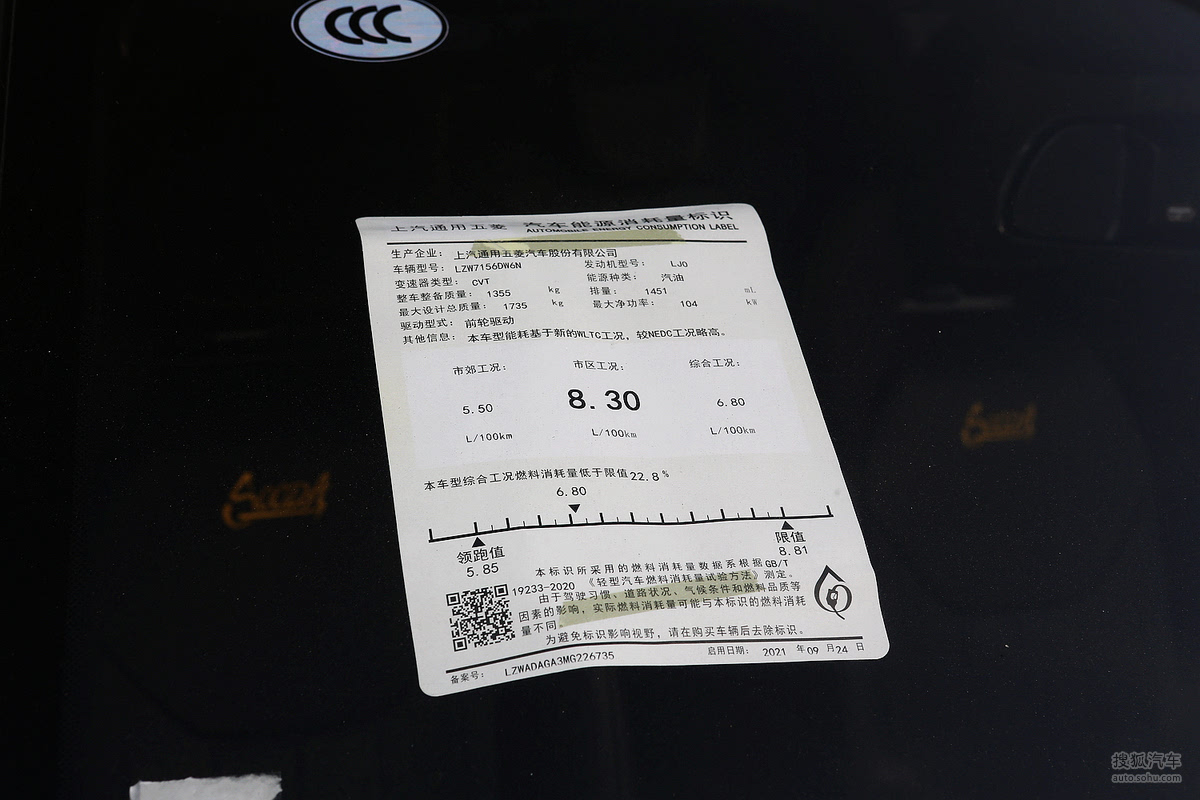 CCC
上汽通用五菱 汽车能源消耗量标识
AUTOMOBILE ENERGY CONSUMPTION LABEL
生产企业: 上汽通用五菱汽车股份有限公司
车辆型号: LZW7156DW6N 发动机型号: LJO
变速器类型: CVT 能源种类: 汽油
整车整备质量: 1355 kg 排量: 1451 mL
最大设计总质量: 1735 kg 最大净功率: 104 kW
驱动型式: 前轮驱动
其他信息: 本车型能耗基于新的WLTC工况，较NEDC工况略高。
市郊工况: 市区工况: 综合工况:
5.50 8.30 6.80
L/100km L/100km L/100km
本车型综合工况燃料消耗量低于限值22.8%
6.80
领跑值 限值
5.85 8.81
本标识所采用的燃料消耗量数据系根据GB/T
19233-2020 《轻型汽车燃料消耗量试验方法》测定。
由于驾驶习惯、道路状况、气候条件和燃料品质等
因素的影响，实际燃料消耗量可能与本标识的燃料消耗
量不同。
为避免标识影响视野，请在购买车辆后去除标识。
备案号: LZWADAGA3MG226735 启用日期: 2021 年09 月24 日
搜狐汽车
auto.sohu.com